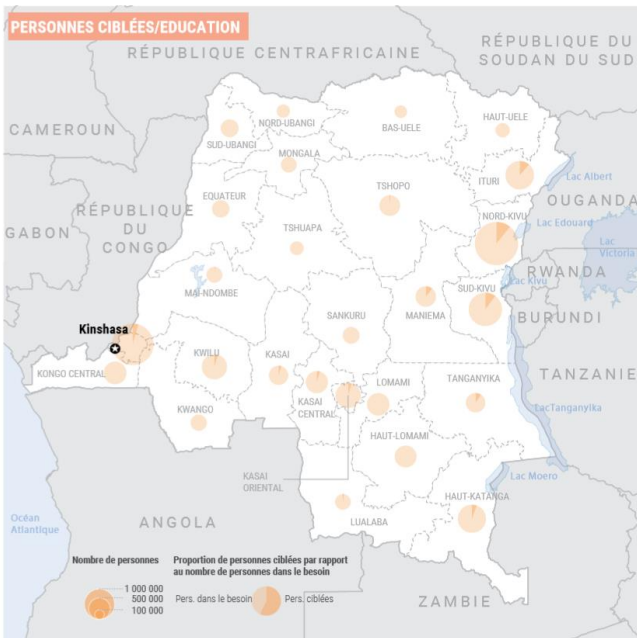 PERSONNES CIBLÉES/EDUCATION
RÉPUBLIQUE CENTRAFRICAINE
RÉPUBLIQUE DU
SOUDAN DU SUD
CAMEROUN
NORD-UBANGI
SUD-UBANGI
BAS-UELE
HAUT-UELE
MONGALA
ITURI
Lac Albert
EQUATEUR
TSHOPO
OUGANDA
RÉPUBLIQUE
DU
CONGO
GABON
NORD-KIVU
Lac Edouard
TSHUAPA
Lac
Victoria
RWANDA
Lac Kivu
MAI-NDOMBE
SUD-KIVU
MANIEMA
SANKURU
BURUNDI
Kinshasa
KWILU
KASAI
KONGO CENTRAL
LOMAMI
TANGANYIKA
TANZANIE
KASAI
CENTRAL
KWANGO
LacTanganyika
HAUT-LOMAMI
KASAI
ORIENTAL
Lac Moero
HAUT-KATANGA
Océan
Atlantique
ANGOLA
LUALABA
Nombre de personnes
1 000 000
500 000
100 000
Proportion de personnes ciblées par rapport
au nombre de personnes dans le besoin
Pers. dans le besoin
Pers. ciblées
ZAMBIE